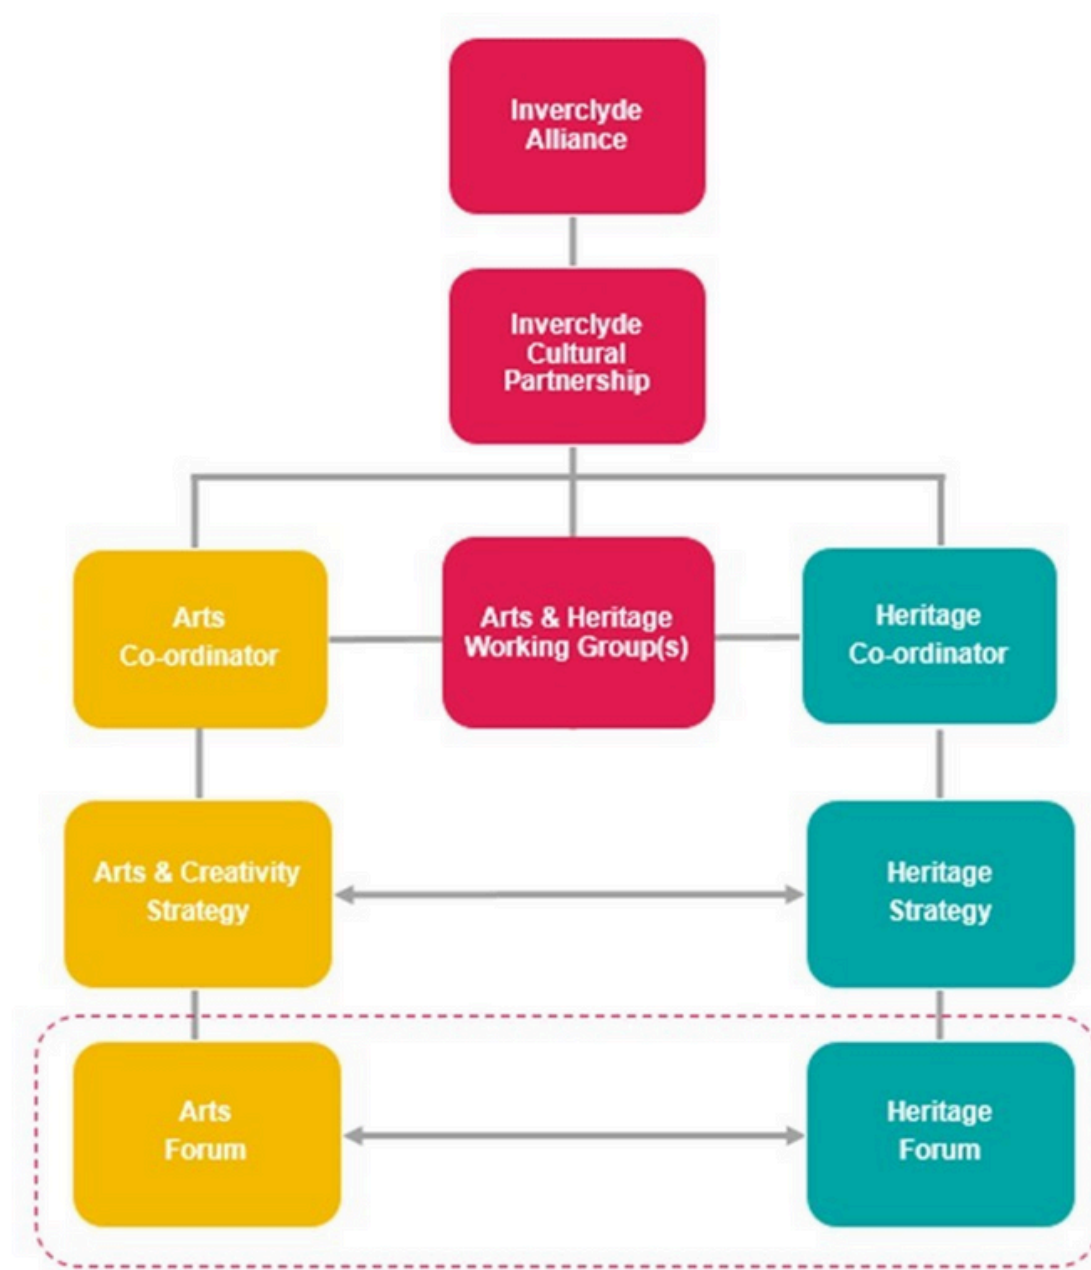 Inverclyde
Alliance
Inverclyde
Cultural
Partnership
Arts
Co-ordinator
Arts & Heritage
Working Group(s)
Heritage
Co-ordinator
Arts & Creativity
Strategy
Heritage
Strategy
Arts
Forum
Heritage
Forum